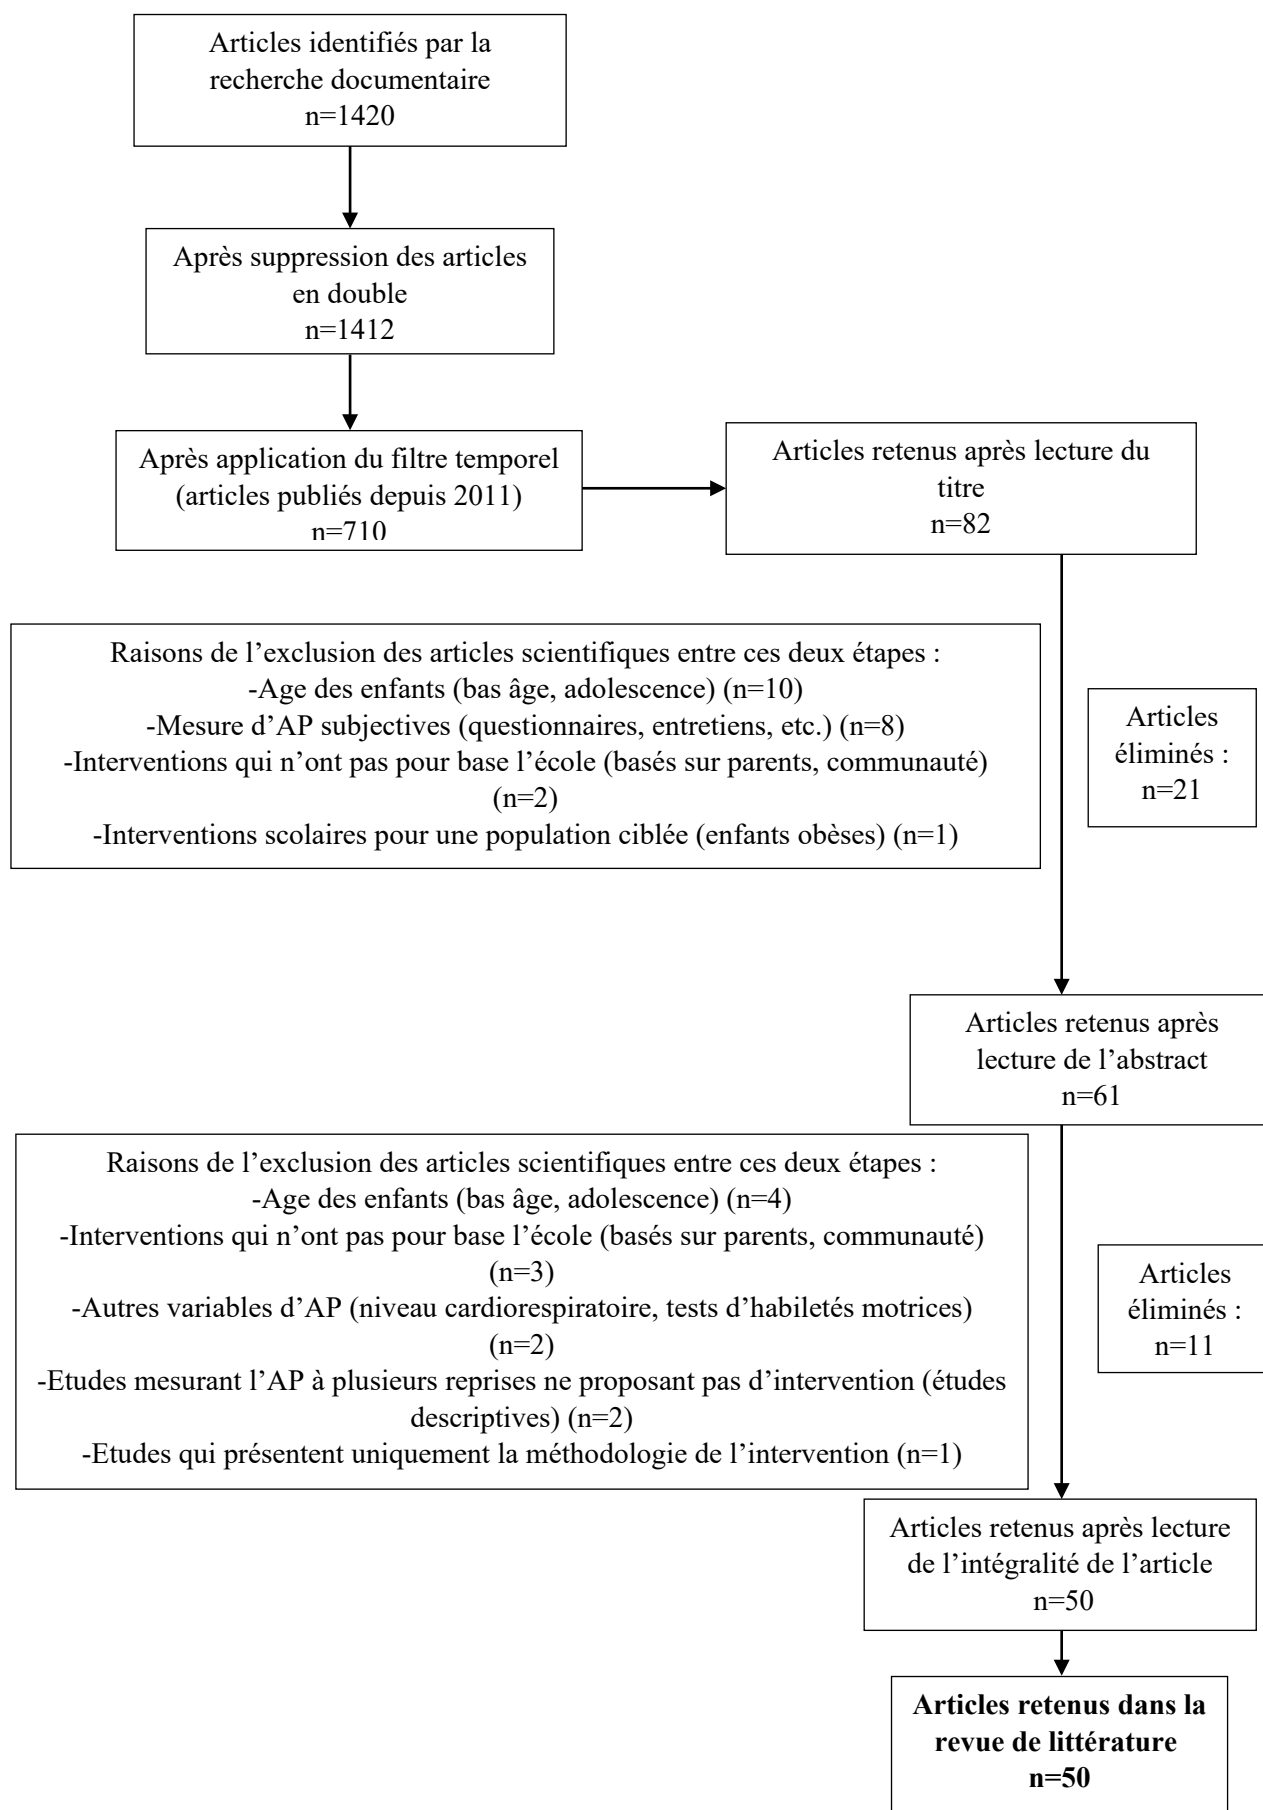 Articles identifiés par la
recherche documentaire
n=1420
Après suppression des articles
en double
n=1412
Après application du filtre temporel
(articles publiés depuis 2011)
n=710
Articles retenus après lecture du
titre
n=82
Raisons de l’exclusion des articles scientifiques entre ces deux étapes :
-Age des enfants (bas âge, adolescence) (n=10)
-Mesure d’AP subjectives (questionnaires, entretiens, etc.) (n=8)
-Interventions qui n’ont pas pour base l’école (basés sur parents, communauté)
(n=2)
-Interventions scolaires pour une population ciblée (enfants obèses) (n=1)
Articles
éliminés :
n=21
Articles retenus après
lecture de l’abstract
n=61
Raisons de l’exclusion des articles scientifiques entre ces deux étapes :
-Age des enfants (bas âge, adolescence) (n=4)
-Interventions qui n’ont pas pour base l’école (basés sur parents, communauté)
(n=3)
-Autres variables d’AP (niveau cardiorespiratoire, tests d’habiletés motrices)
(n=2)
-Etudes mesurant l’AP à plusieurs reprises ne proposant pas d’intervention (études
descriptives) (n=2)
-Etudes qui présentent uniquement la méthodologie de l’intervention (n=1)
Articles
éliminés :
n=11
Articles retenus après lecture
de l’intégralité de l’article
n=50
Articles retenus dans la
revue de littérature
n=50